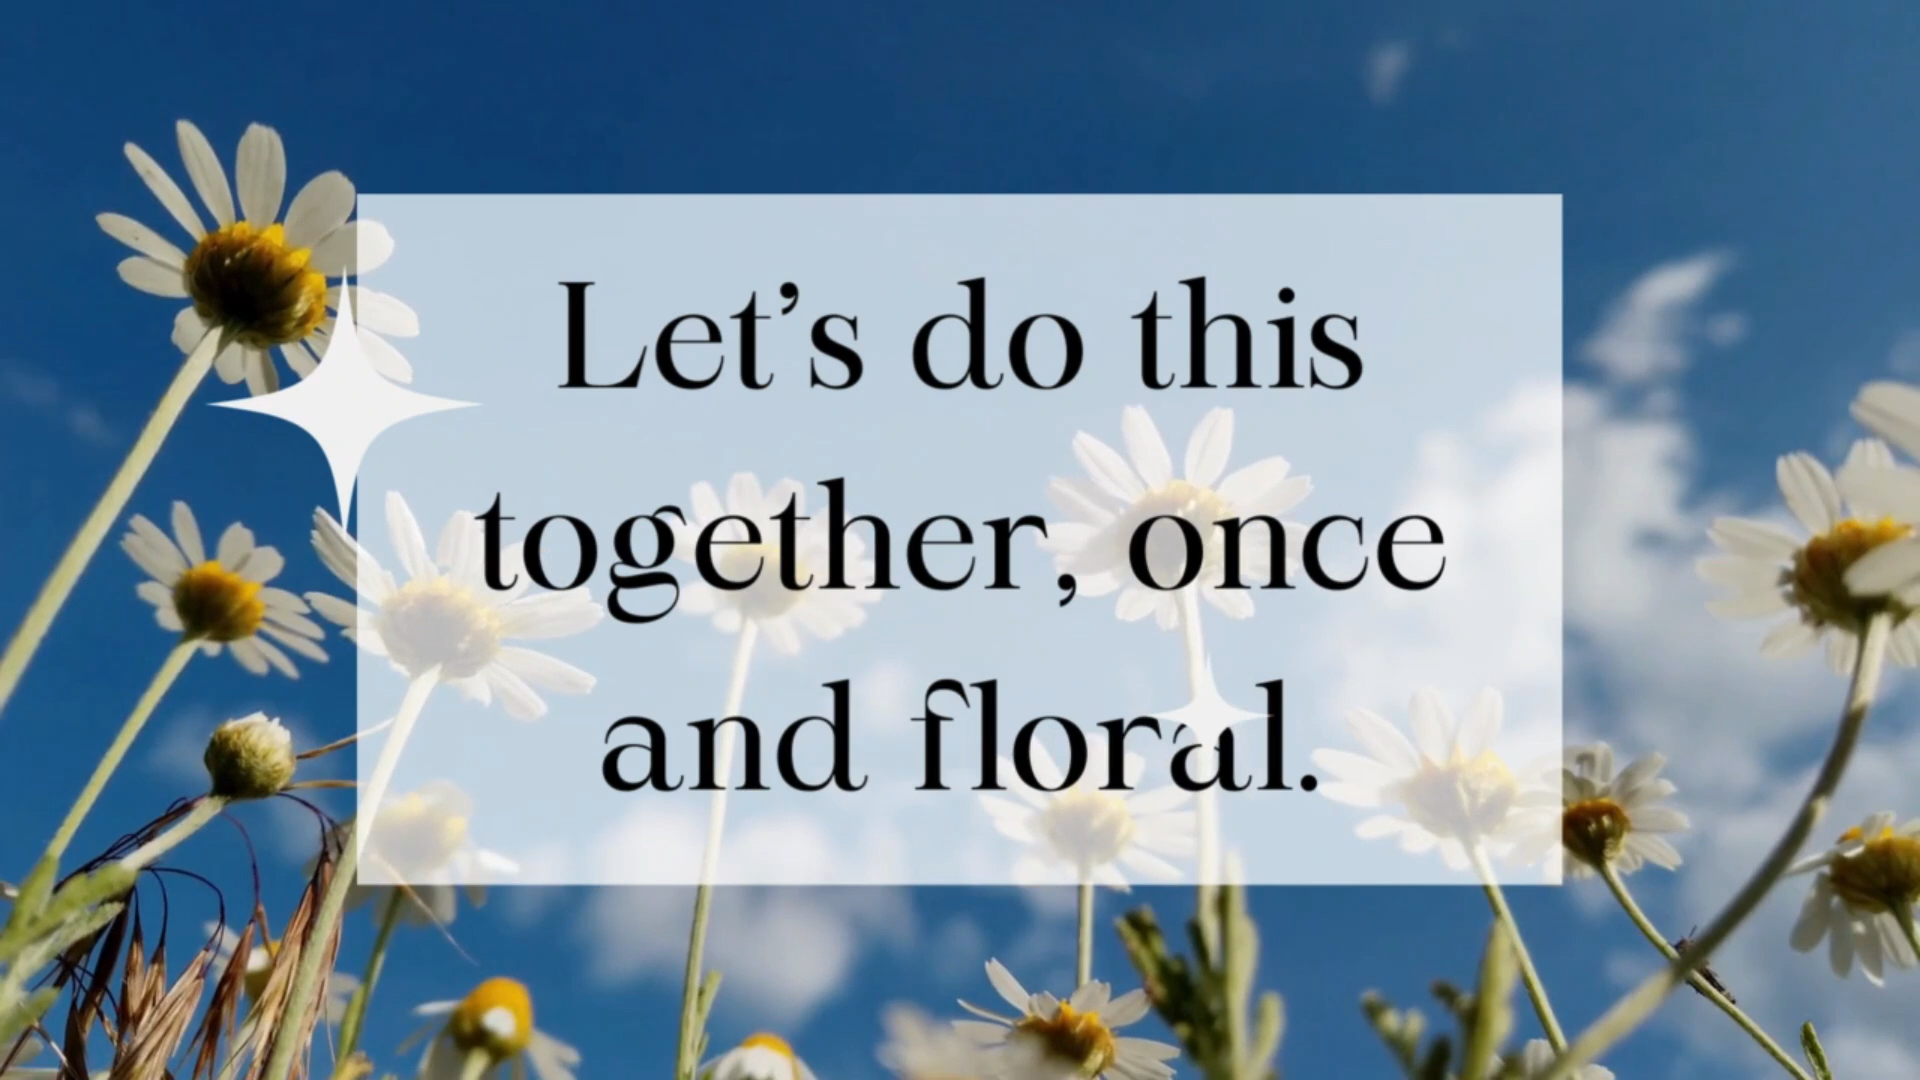 Let’s do this
together, once
and floral.